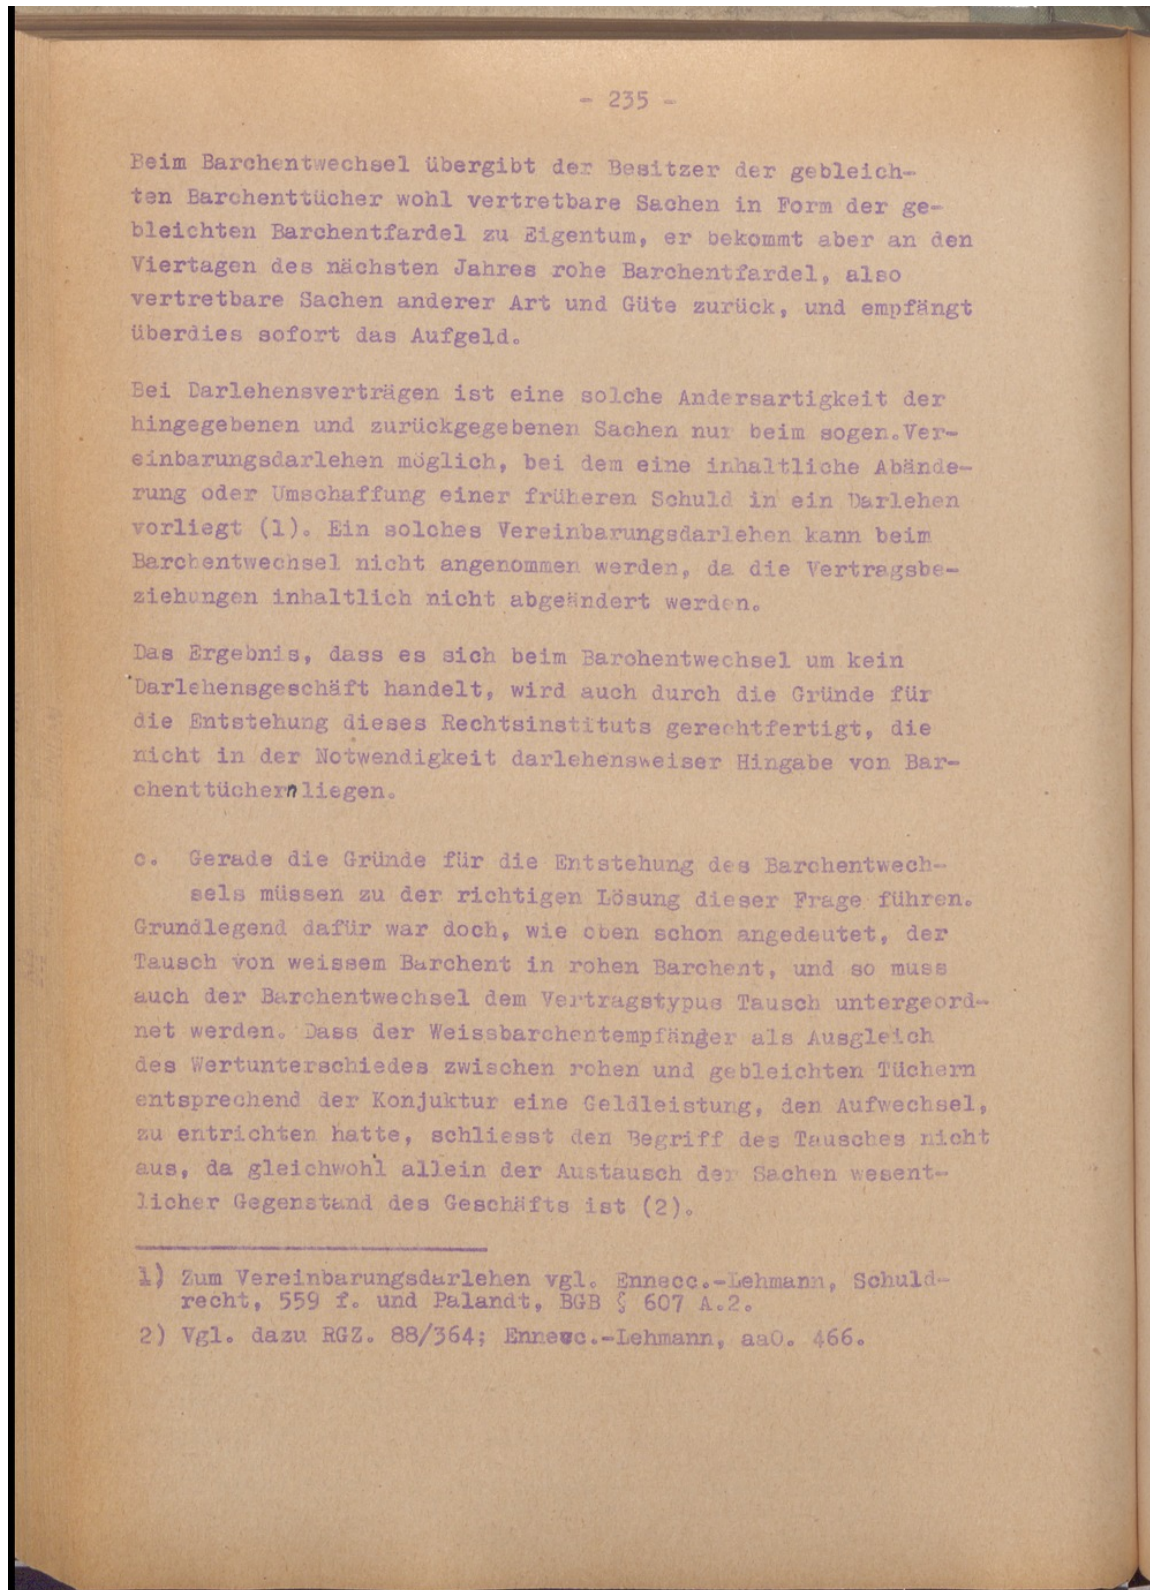 - 235 -
Beim Barchentwechsel übergibt der Besitzer der gebleich-
ten Barchenttücher wohl vertretbare Sachen in Form der ge-
bleichten Barchentfardel zu Eigentum, er bekommt aber an den
Viertagen des nächsten Jahres rohe Barchentfardel, also
vertretbare Sachen anderer Art und Güte zurück, und empfängt
überdies sofort das Aufgeld.
Bei Darlehensverträgen ist eine solche Andersartigkeit der
hingegebenen und zurückgegebenen Sachen nur beim sogen.Ver-
einbarungsdarlehen möglich, bei dem eine inhaltliche Abände-
rung oder Umschaffung einer früheren Schuld in ein Darlehen
vorliegt (1). Ein solches Vereinbarungsdarlehen kann beim
Barchentwechsel nicht angenommen werden, da die Vertragsbe-
ziehungen inhaltlich nicht abgeändert werden.
Das Ergebnis, dass es sich beim Barchentwechsel um kein
Darlehensgeschäft handelt, wird auch durch die Gründe für
die Entstehung dieses Rechtsinstituts gerechtfertigt, die
nicht in der Notwendigkeit darlehensweiser Hingabe von Bar-
chenttüchern liegen.
c. Gerade die Gründe für die Entstehung des Barchentwech-
sels müssen zu der richtigen Lösung dieser Frage führen.
Grundlegend dafür war doch, wie oben schon angedeutet, der
Tausch von weissem Barchent in rohen Barchent, und so muss
auch der Barchentwechsel dem Vertragstypus Tausch untergeord-
net werden. Dass der Weissbarchentempfänger als Ausgleich
des Wertunterschiedes zwischen rohen und gebleichten Tüchern
entsprechend der Konjuktur eine Geldleistung, den Aufwechsel,
zu entrichten hatte, schliesst den Begriff des Tausches nicht
aus, da gleichwohl allein der Austausch der Sachen wesent-
licher Gegenstand des Geschäfts ist (2).
1) Zum Vereinbarungsdarlehen vgl. Ennecc.-Lehmann, Schuld-
recht, 559 f. und Palandt, BGB § 607 A.2.
2) Vgl. dazu RGZ. 88/364; Ennecc.-Lehmann, aaO. 466.